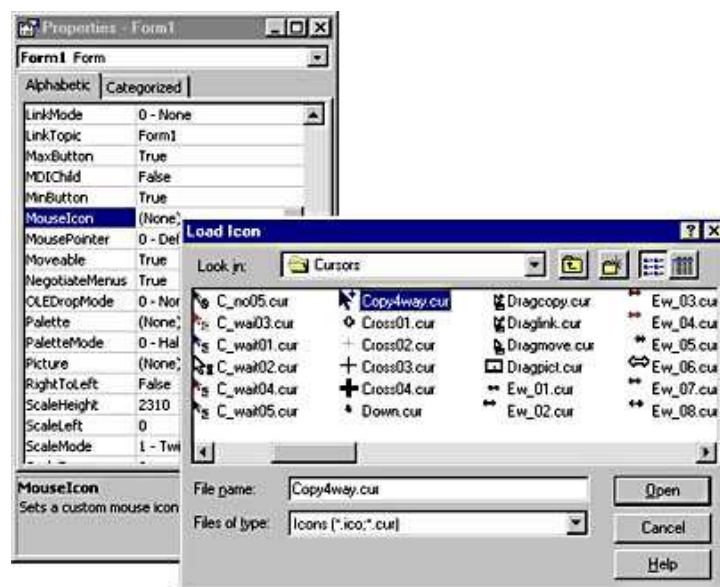 Properties - Form1
Form1 Form
Alphabetic Categorized
LinkMode 0 - None
LinkTopic Form1
MaxButton True
MDIChild False
MinButton True
MouseIcon (None)
MousePointer 0 - Def
Moveable True
NegotiateMenus True
OLEDropMode 0 - Nor
Palette (None)
PaletteMode 0 - Hal
Picture (None)
RightToLeft False
ScaleHeight 2310
ScaleLeft 0
ScaleMode 1 - Twi
MouseIcon
Sets a custom mouse icon
Load Icon
Look in: Cursors
C_no05.cur Copy4way.cur Dragcopy.cur Ew_03.cur
C_wai03.cur Cross01.cur Draglink.cur Ew_04.cur
C_wait01.cur Cross02.cur Dragmove.cur Ew_05.cur
C_wait02.cur Cross03.cur Dragpict.cur Ew_06.cur
C_wait04.cur Cross04.cur Ew_01.cur Ew_07.cur
C_wait05.cur Down.cur Ew_02.cur Ew_08.cur
File name: Copy4way.cur Open
Files of type: Icons (*.ico;*.cur) Cancel
Help